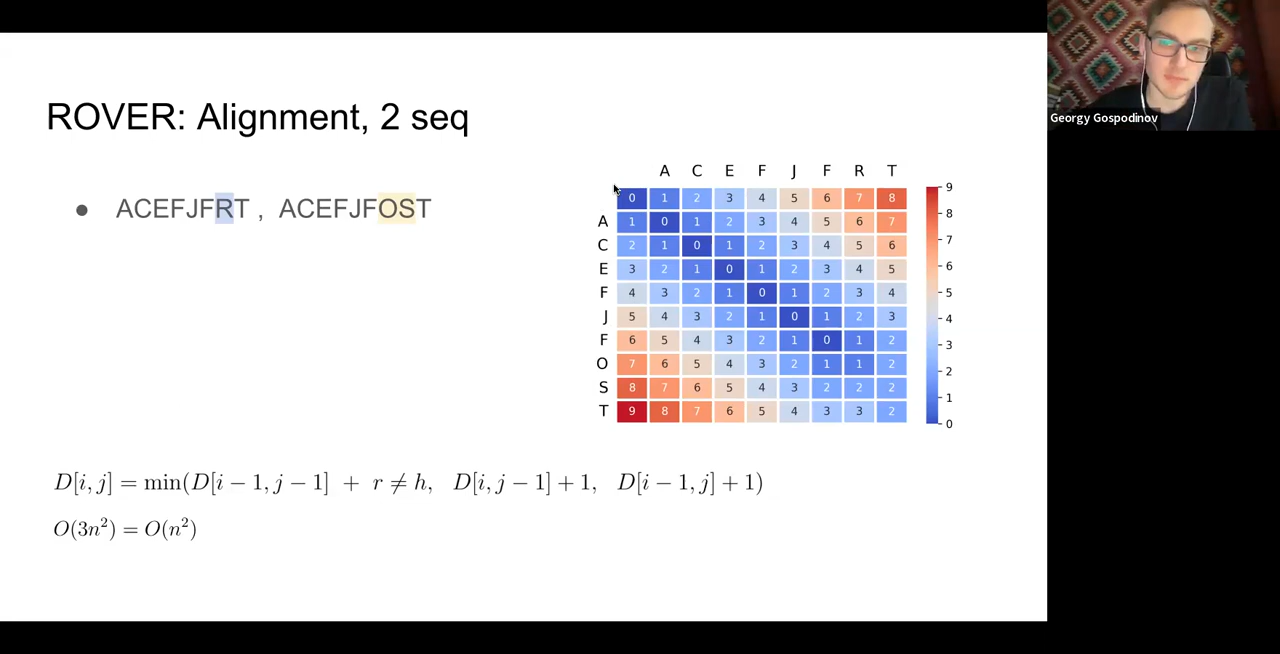 ROVER: Alignment, 2 seq
● ACEFJFRT , ACEFJFOST
A C E F J F R T
0 1 2 3 4 5 6 7 8
A 1 0 1 2 3 4 5 6 7
C 2 1 0 1 2 3 4 5 6
E 3 2 1 0 1 2 3 4 5
F 4 3 2 1 0 1 2 3 4
J 5 4 3 2 1 0 1 2 3
F 6 5 4 3 2 1 0 1 2
O 7 6 5 4 3 2 1 1 2
S 8 7 6 5 4 3 2 2 2
T 9 8 7 6 5 4 3 3 2
9
8
7
6
5
4
3
2
1
0
D[i, j] = min(D[i − 1, j − 1] + r ≠ h, D[i, j − 1] + 1, D[i − 1, j] + 1)
O(3n²) = O(n²)
Georgy Gospodinov